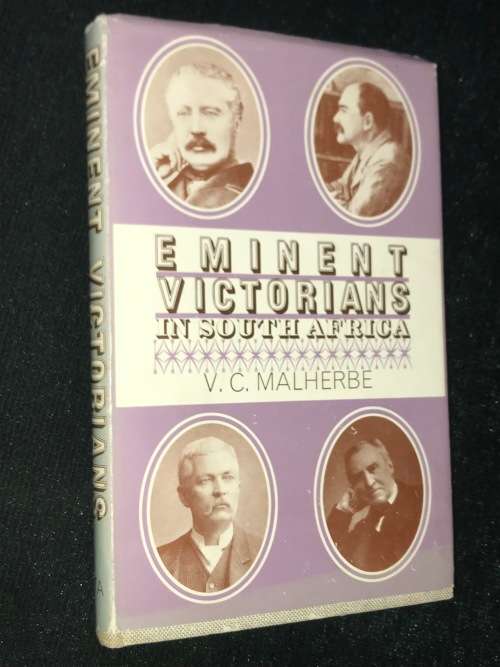 EMINENT VICTORIANS
EMINENT
VICTORIANS
IN SOUTH AFRICA
V. C. MALHERBE